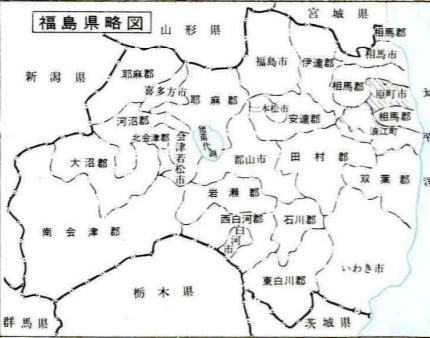 福島県略図
宮城県
山形県
新潟県
相馬郡
相馬市
福島市
伊達郡
相馬郡
原町市
相馬郡
浪江町
耶麻郡
喜多方市
耶麻郡
二本松市
安達郡
河沼郡
北会津郡
会津若松市
猪苗代湖
大沼郡
郡山市
田村郡
双葉郡
岩瀬郡
西白河郡
白河市
石川郡
南会津郡
東白川郡
いわき市
栃木県
群馬県
茨城県
太平洋